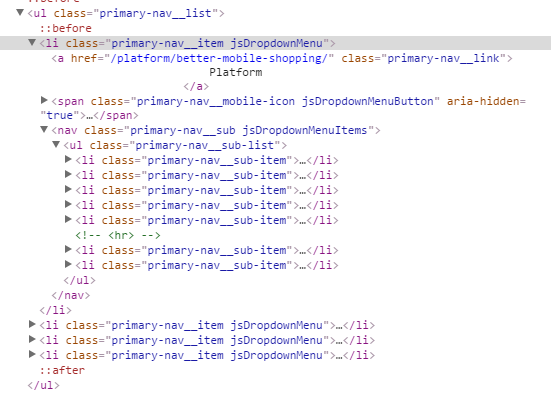 ::before
▼<ul class="primary-nav__list">
::before
▼<li class="primary-nav__item jsDropdownMenu">
<a href="/platform/better-mobile-shopping/" class="primary-nav__link">
Platform
</a>
▶<span class="primary-nav__mobile-icon jsDropdownMenuButton" aria-hidden=
"true">…</span>
▼<nav class="primary-nav__sub jsDropdownMenuItems">
▼<ul class="primary-nav__sub-list">
▶<li class="primary-nav__sub-item">…</li>
▶<li class="primary-nav__sub-item">…</li>
▶<li class="primary-nav__sub-item">…</li>
▶<li class="primary-nav__sub-item">…</li>
▶<li class="primary-nav__sub-item">…</li>
<!-- <hr> -->
▶<li class="primary-nav__sub-item">…</li>
▶<li class="primary-nav__sub-item">…</li>
</ul>
</nav>
</li>
▶<li class="primary-nav__item jsDropdownMenu">…</li>
▶<li class="primary-nav__item jsDropdownMenu">…</li>
▶<li class="primary-nav__item jsDropdownMenu">…</li>
::after
</ul>